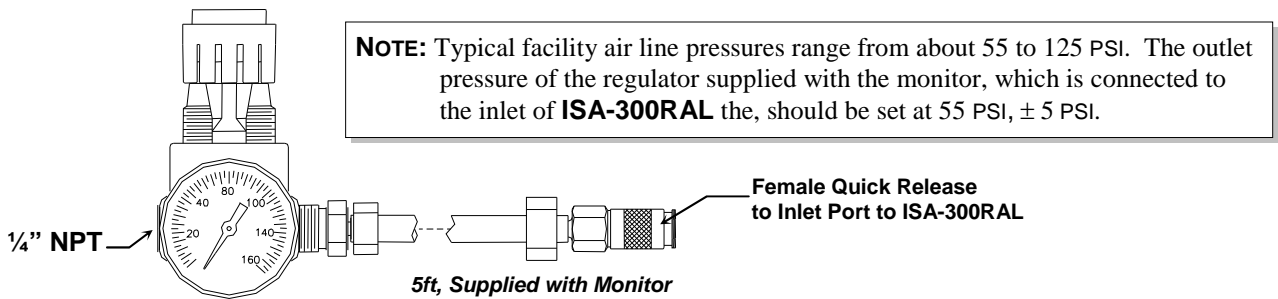 NOTE: Typical facility air line pressures range from about 55 to 125 PSI. The outlet
pressure of the regulator supplied with the monitor, which is connected to
the inlet of ISA-300RAL the, should be set at 55 PSI, ± 5 PSI.
80
40
100
20
140
160
Female Quick Release
to Inlet Port to ISA-300RAL
¼” NPT
5ft, Supplied with Monitor